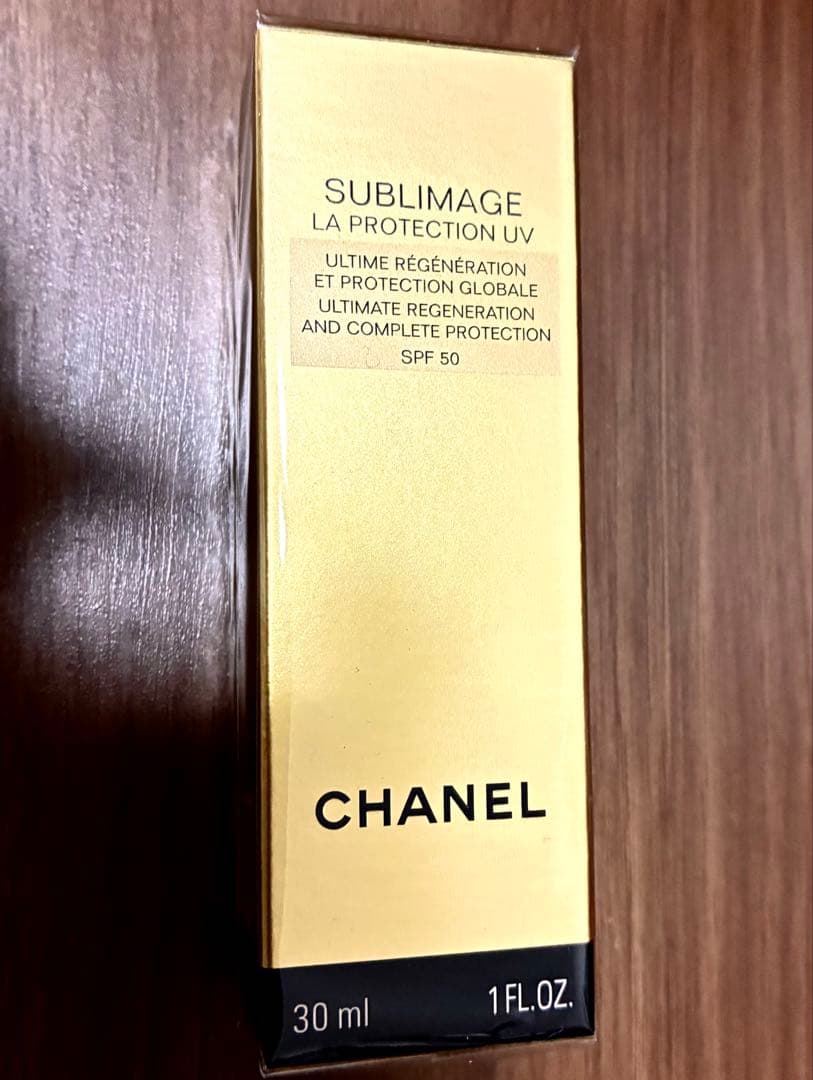 SUBLIMAGE
LA PROTECTION UV
ULTIME RÉGÉNÉRATION
ET PROTECTION GLOBALE
ULTIMATE REGENERATION
AND COMPLETE PROTECTION
SPF 50
CHANEL
30 ml 1 FL.OZ.